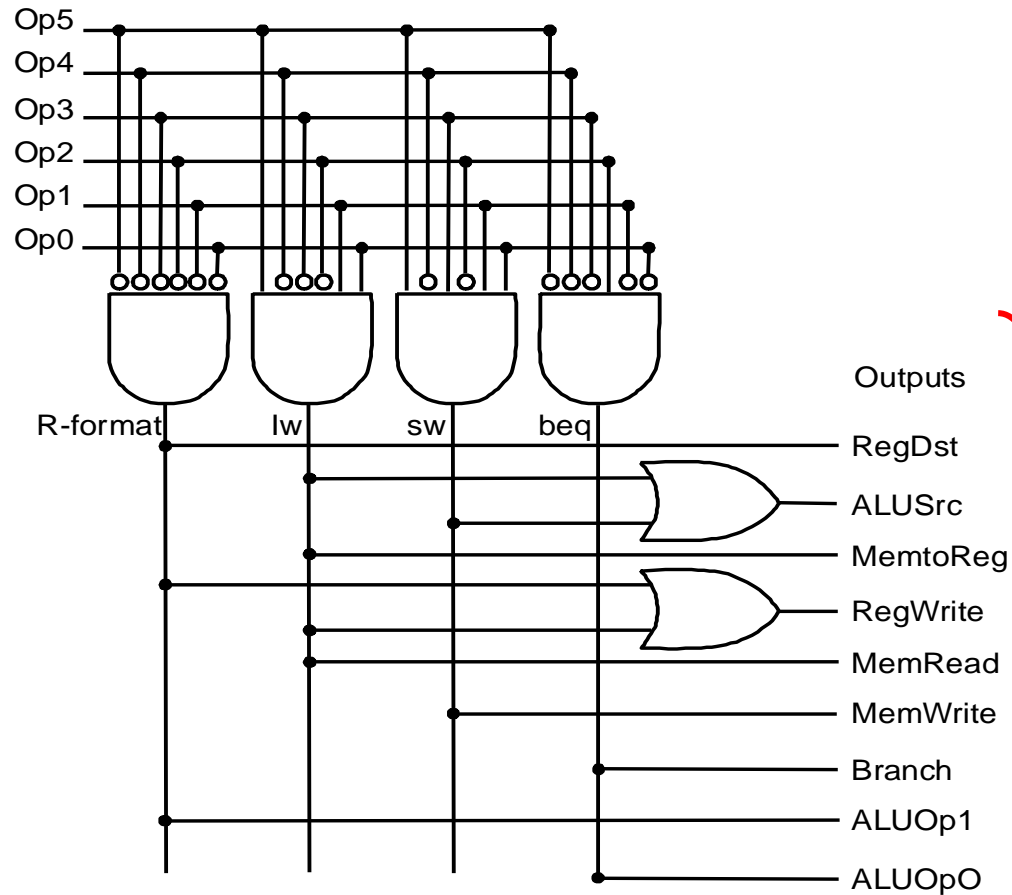 Op5
Op4
Op3
Op2
Op1
Op0
Outputs
R-format lw sw beq
RegDst
ALUSrc
MemtoReg
RegWrite
MemRead
MemWrite
Branch
ALUOp1
ALUOpO